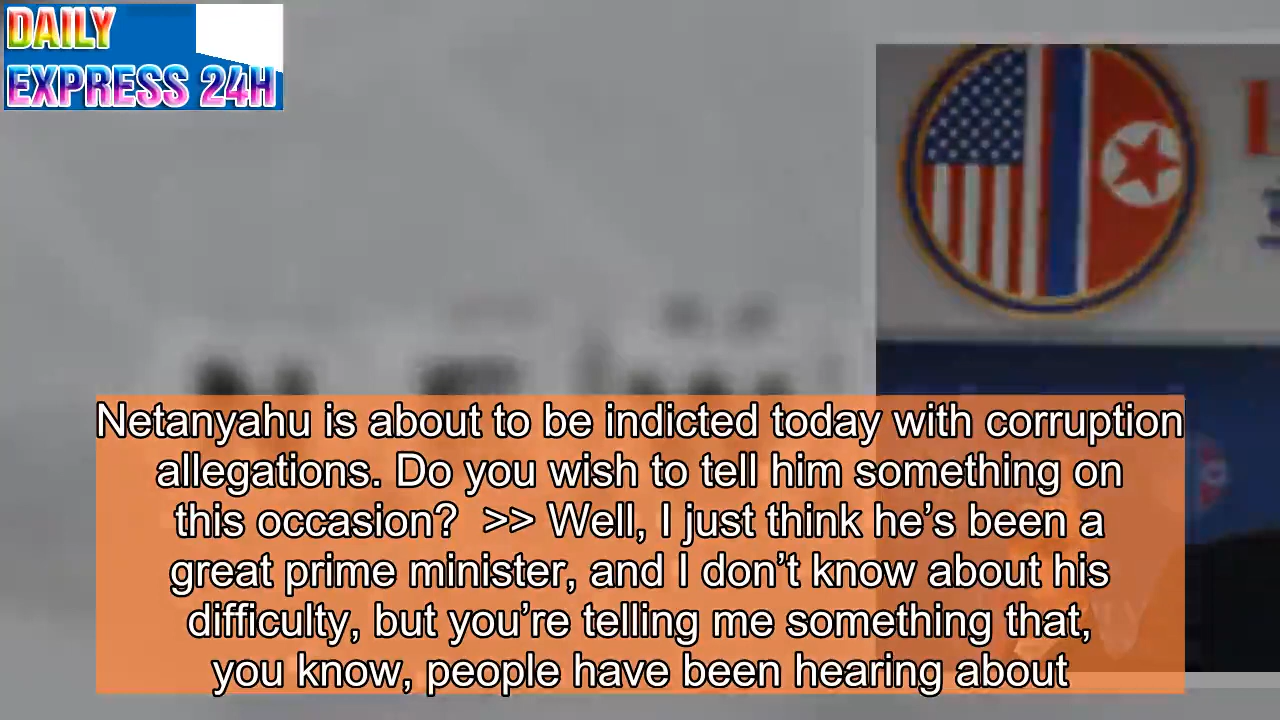 DAILY
EXPRESS 24H
Netanyahu is about to be indicted today with corruption
allegations. Do you wish to tell him something on
this occasion?  >> Well, I just think he’s been a
great prime minister, and I don’t know about his
difficulty, but you’re telling me something that,
you know, people have been hearing about